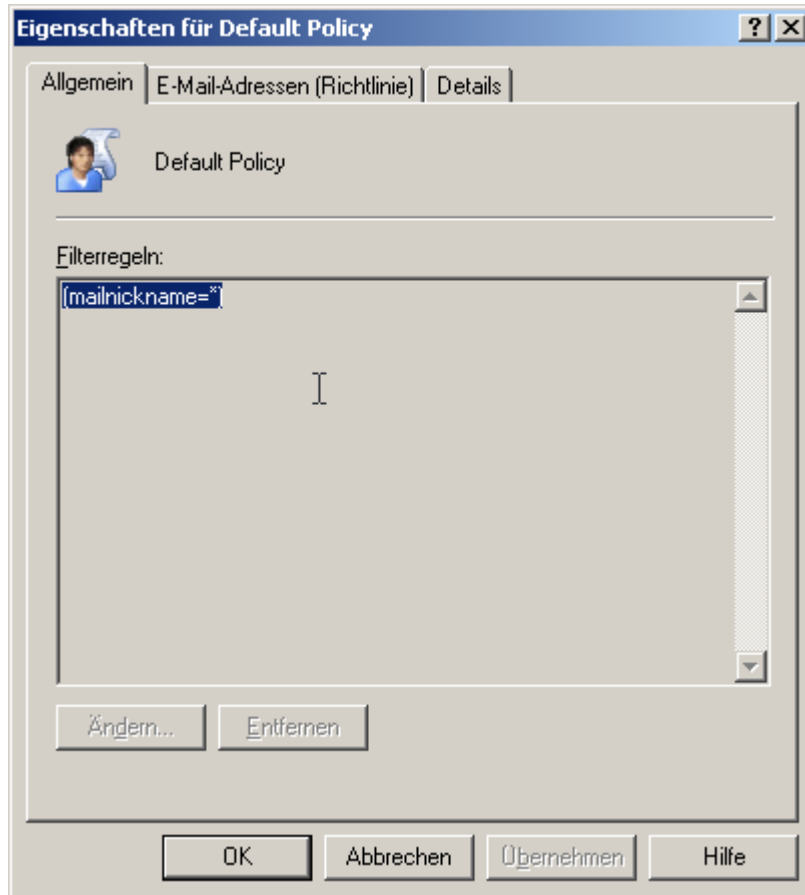 Eigenschaften für Default Policy
Allgemein E-Mail-Adressen (Richtlinie) Details
Default Policy
Filterregeln:
(mailnickname=*)
Ändern... Entfernen
OK Abbrechen Übernehmen Hilfe